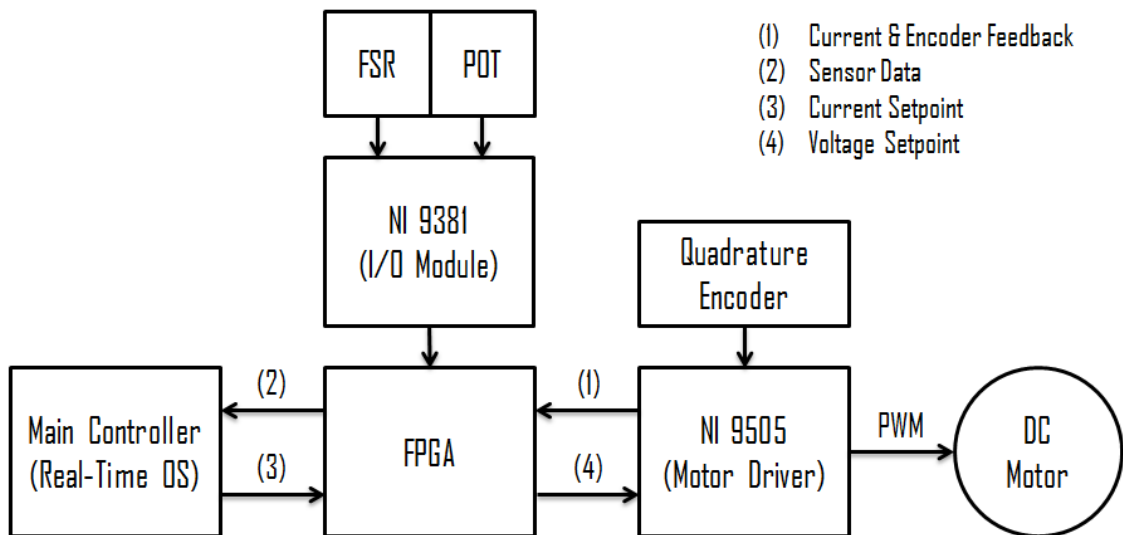 FSR
POT
(1) Current & Encoder Feedback
(2) Sensor Data
(3) Current Setpoint
(4) Voltage Setpoint
NI 9381
(I/O Module)
Quadrature
Encoder
Main Controller
(Real-Time OS)
(2)
(3)
FPGA
(1)
(4)
NI 9505
(Motor Driver)
PWM
DC
Motor